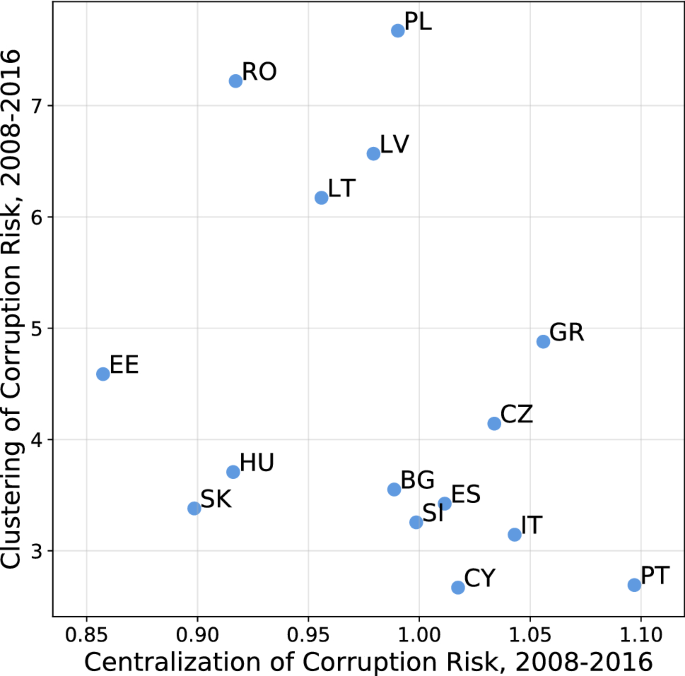 PL
RO
7
LV
LT
6
5
GR
EE
CZ
4
HU
BG
SK
ES
SI
IT
3
CY
PT
0.85 0.90 0.95 1.00 1.05 1.10
Centralization of Corruption Risk, 2008-2016
Clustering of Corruption Risk, 2008-2016